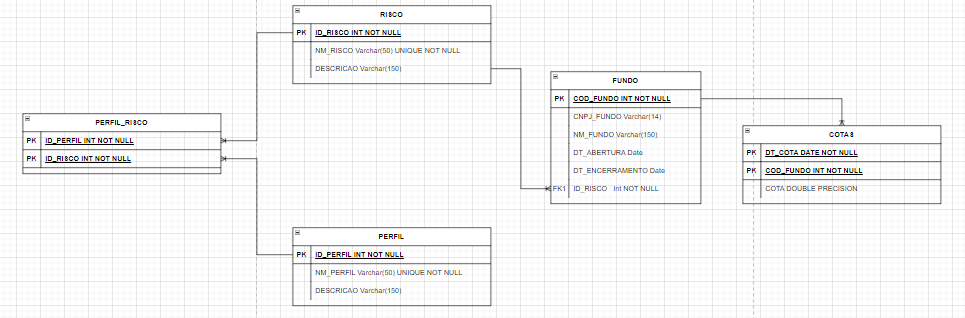 RISCO
PK ID_RISCO INT NOT NULL
NM_RISCO Varchar(50) UNIQUE NOT NULL
DESCRICAO Varchar(150)
PERFIL_RISCO
PK ID_PERFIL INT NOT NULL
PK ID_RISCO INT NOT NULL
FUNDO
PK COD_FUNDO INT NOT NULL
CNPJ_FUNDO Varchar(14)
NM_FUNDO Varchar(150)
DT_ABERTURA Date
DT_ENCERRAMENTO Date
FK1 ID_RISCO int NOT NULL
COTAS
PK DT_COTA DATE NOT NULL
PK COD_FUNDO INT NOT NULL
COTA DOUBLE PRECISION
PERFIL
PK ID_PERFIL INT NOT NULL
NM_PERFIL Varchar(50) UNIQUE NOT NULL
DESCRICAO Varchar(150)